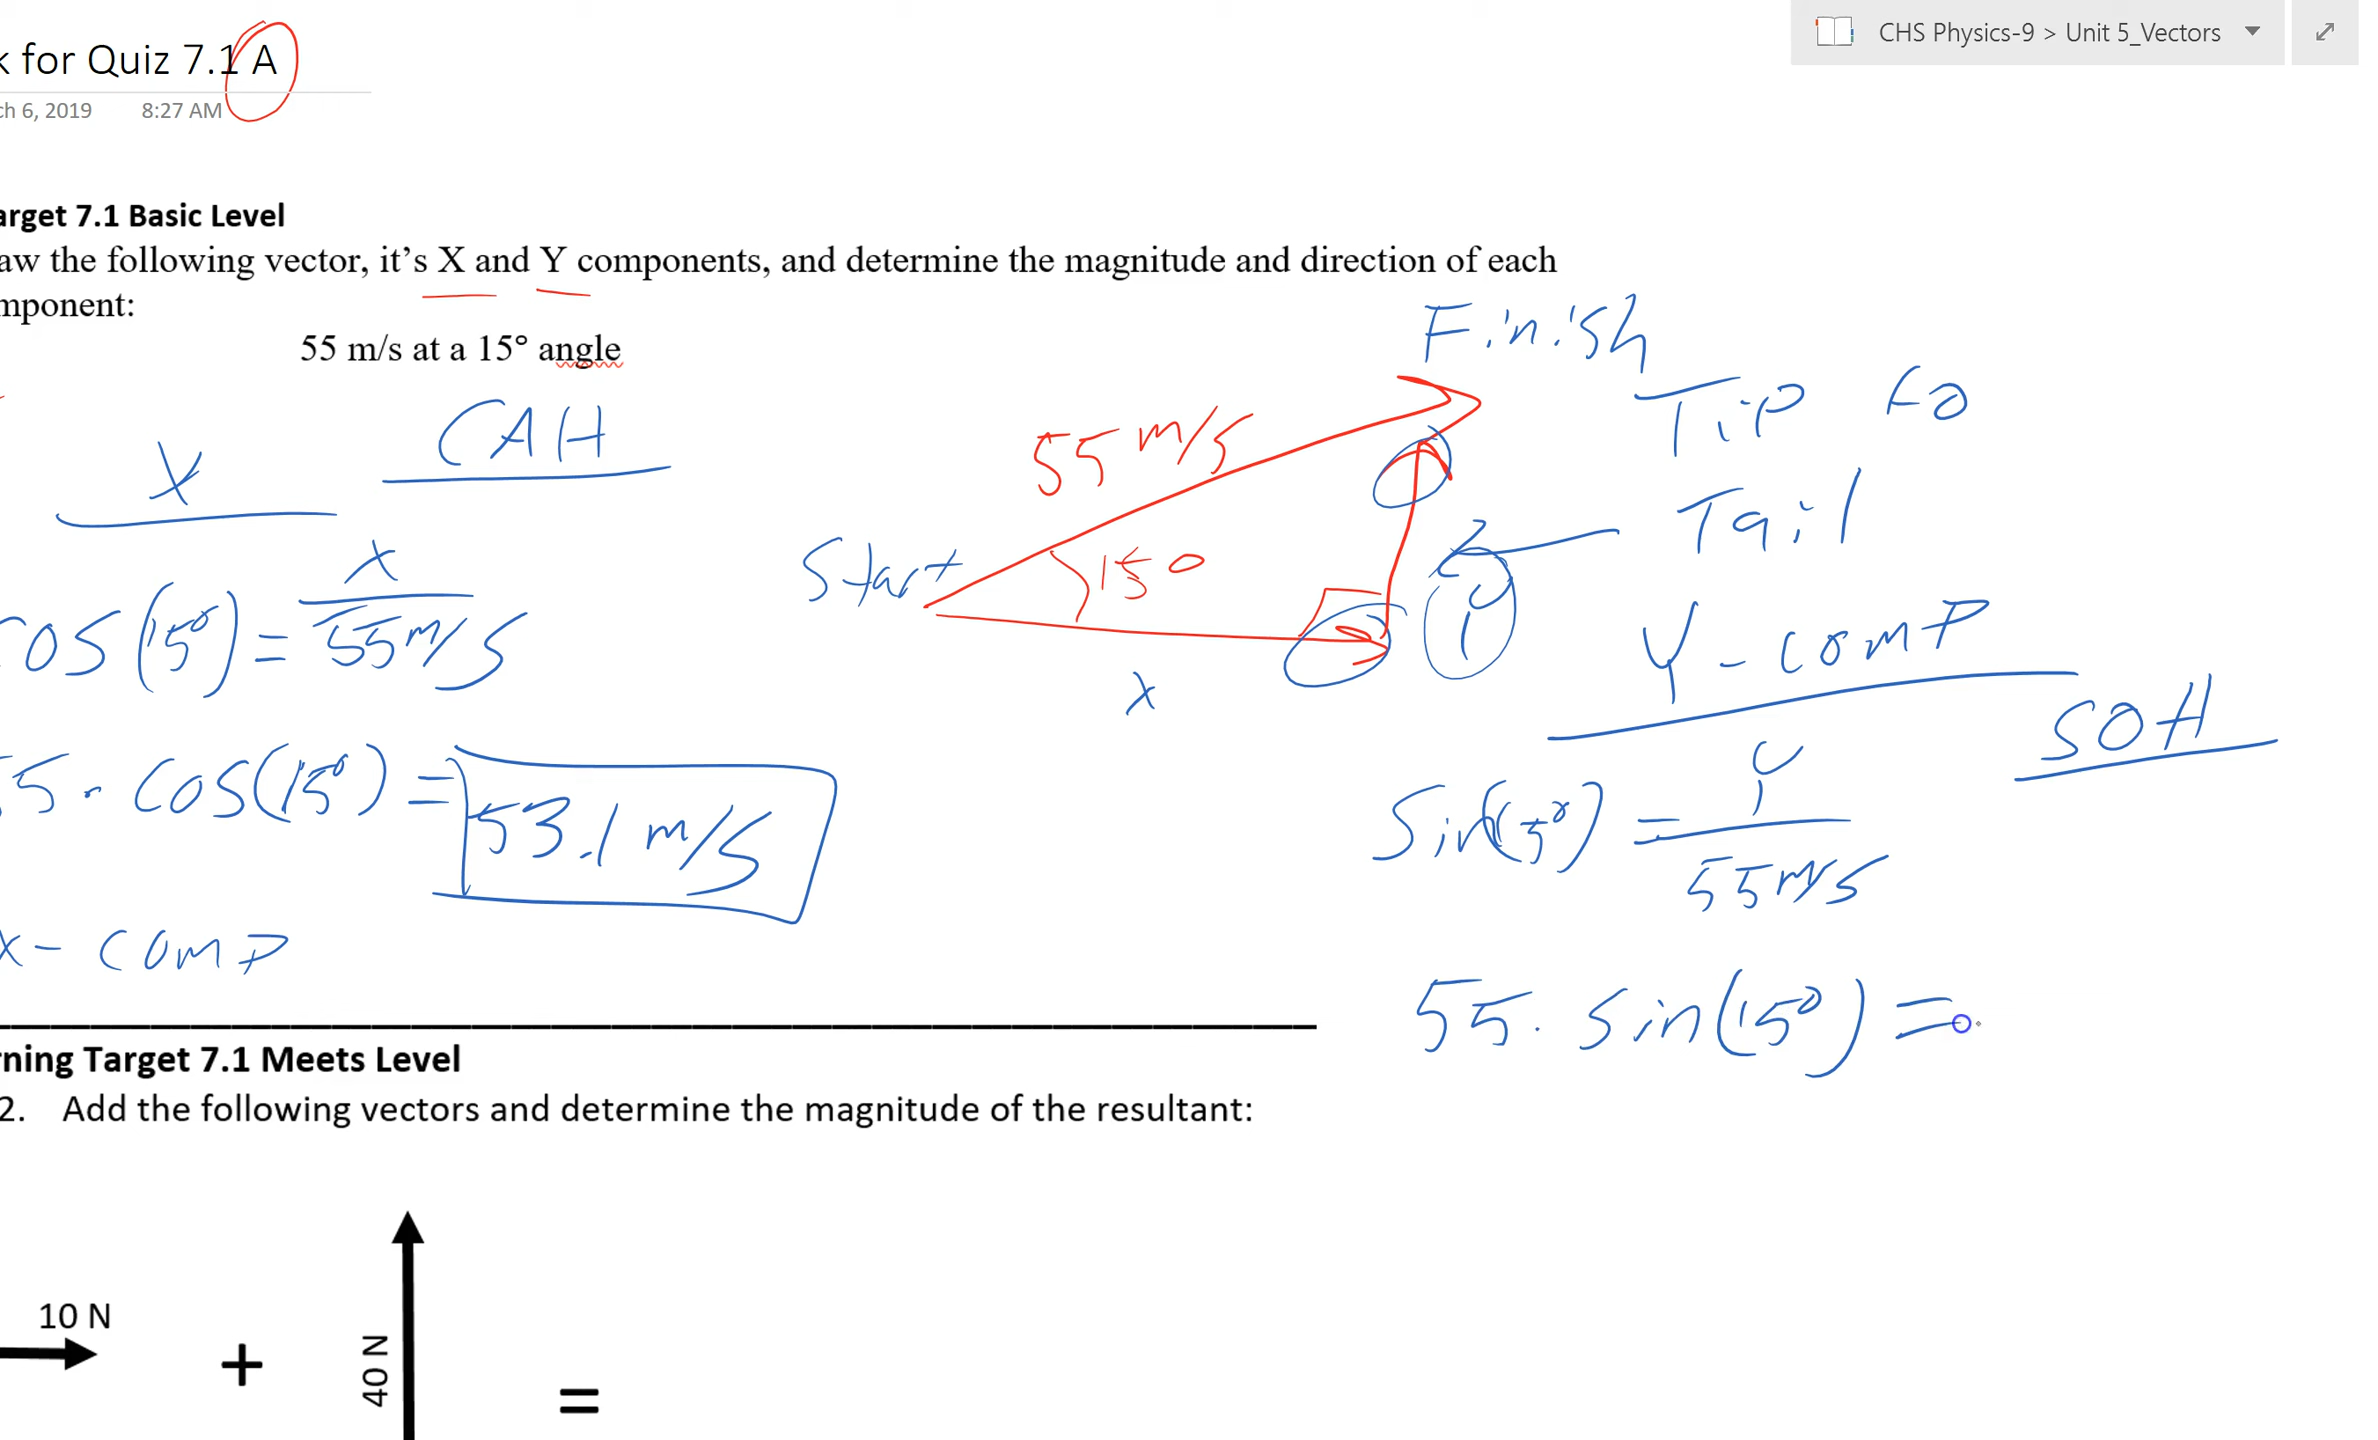 k for Quiz 7.1 A
CHS Physics-9 > Unit 5_Vectors
ch 6, 2019 8:27 AM
arget 7.1 Basic Level
aw the following vector, it's X and Y components, and determine the magnitude and direction of each
mponent:
55 m/s at a 15° angle
X
CAH
cos(15°) = x / 55 m/s
55 · cos(15°) = 53.1 m/s
x - comp
Finish
Tip to
Tail
55 m/s
Start
15°
x
y
1
Y - comp
SOH
Sin(15°) = y / 55 m/s
55 · Sin(15°) =
rning Target 7.1 Meets Level
2. Add the following vectors and determine the magnitude of the resultant:
10 N
+
40 N
=